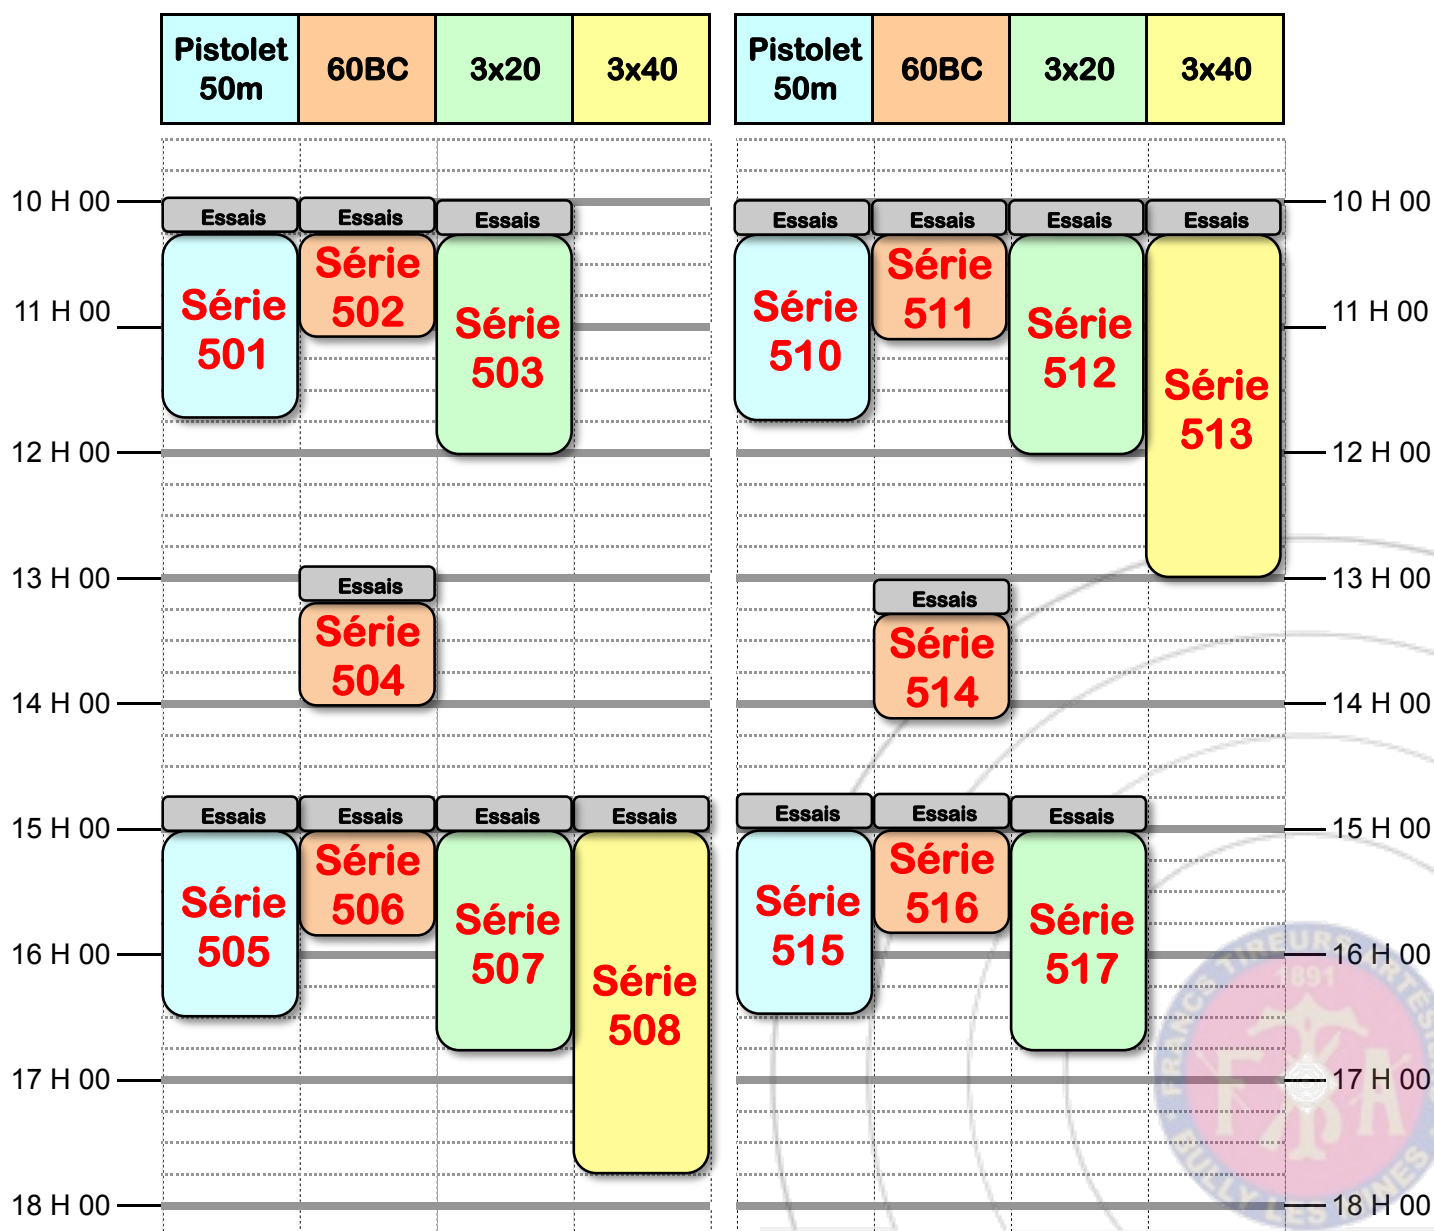 Pistolet
50m
60BC
3x20
3x40
Pistolet
50m
60BC
3x20
3x40
10 H 00
Essais
Essais
Essais
Essais
Essais
Essais
Essais
10 H 00
Série
501
Série
502
Série
503
Série
510
Série
511
Série
512
Série
513
11 H 00
11 H 00
12 H 00
12 H 00
13 H 00
Essais
Essais
13 H 00
Série
504
Série
514
14 H 00
14 H 00
Essais
Essais
Essais
Essais
Essais
Essais
Essais
15 H 00
15 H 00
Série
505
Série
506
Série
507
Série
508
Série
515
Série
516
Série
517
16 H 00
16 H 00
17 H 00
17 H 00
18 H 00
18 H 00
1891
BULLY LES MINES